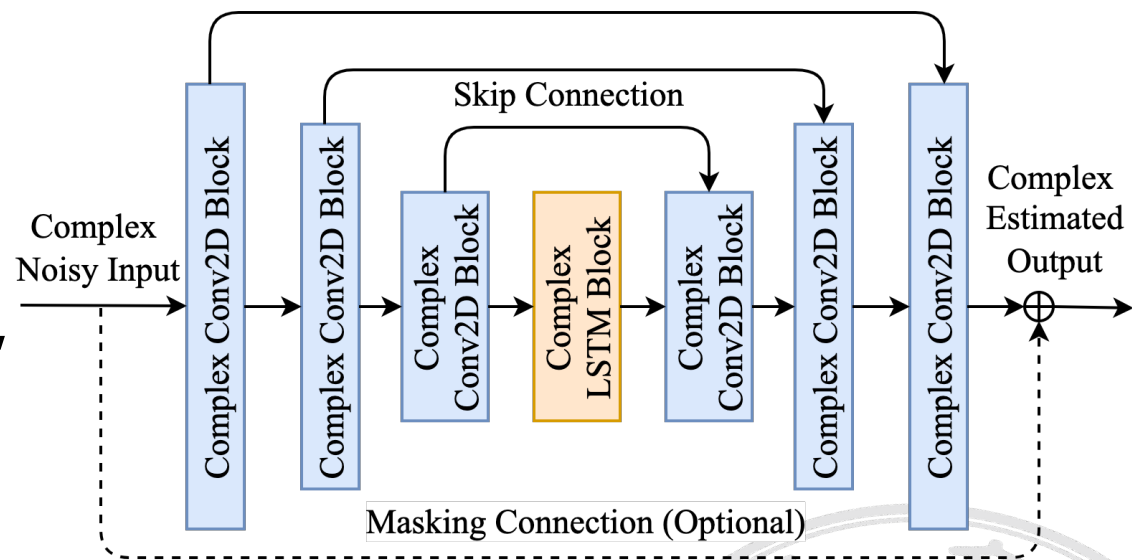 Skip Connection
Complex
Noisy Input
Complex Conv2D Block
Complex Conv2D Block
Complex
Conv2D Block
Complex
LSTM Block
Complex
Conv2D Block
Complex Conv2D Block
Complex Conv2D Block
Complex
Estimated
Output
Masking Connection (Optional)